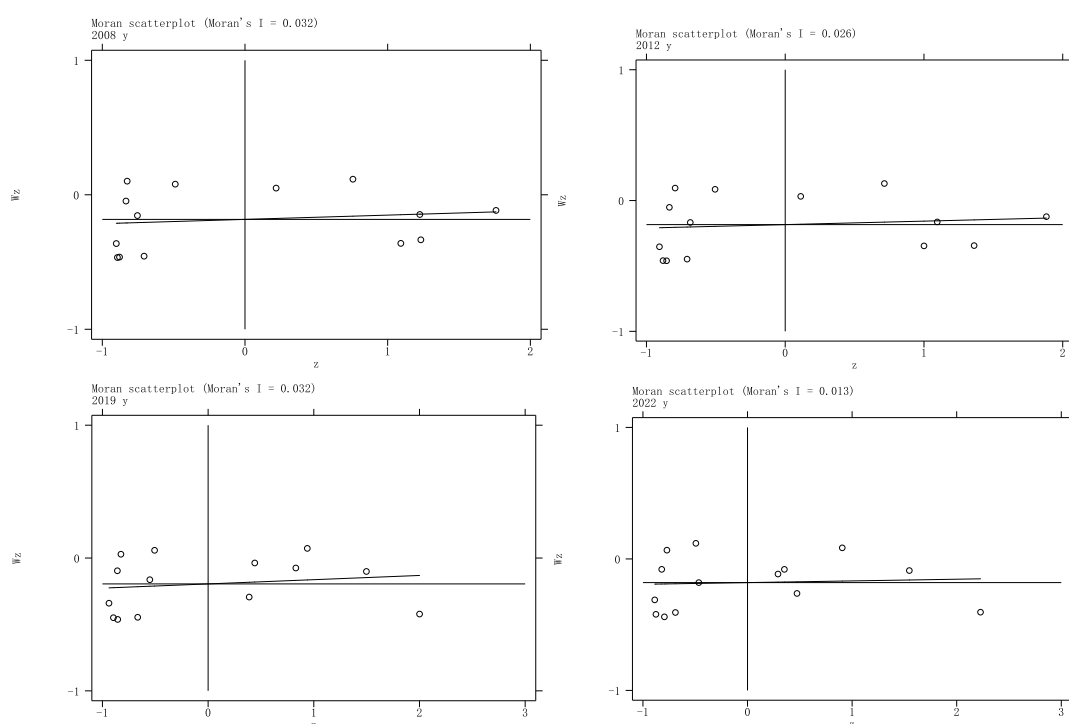 Moran scatterplot (Moran's I = 0.032)
2008 y
1
0
-1
Wz
-1
0
1
2
z
Moran scatterplot (Moran's I = 0.026)
2012 y
1
0
-1
Wz
-1
0
1
2
z
Moran scatterplot (Moran's I = 0.032)
2019 y
1
0
-1
Wz
-1
0
1
2
3
Moran scatterplot (Moran's I = 0.013)
2022 y
1
0
-1
Wz
-1
0
1
2
3